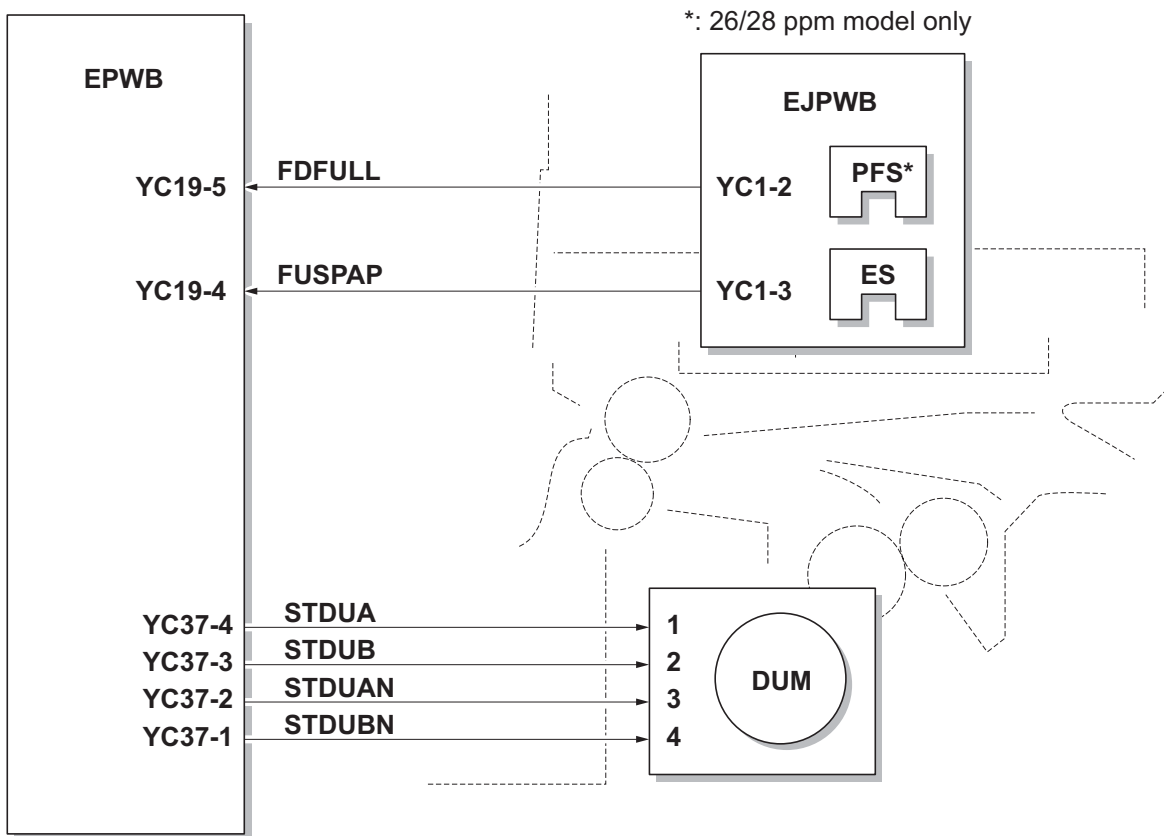 *: 26/28 ppm model only
EPWB
EJPWB
YC19-5
FDFULL
YC1-2
PFS*
YC19-4
FUSPAP
YC1-3
ES
YC37-4
STDUA
1
YC37-3
STDUB
2
YC37-2
STDUAN
3
YC37-1
STDUBN
4
DUM